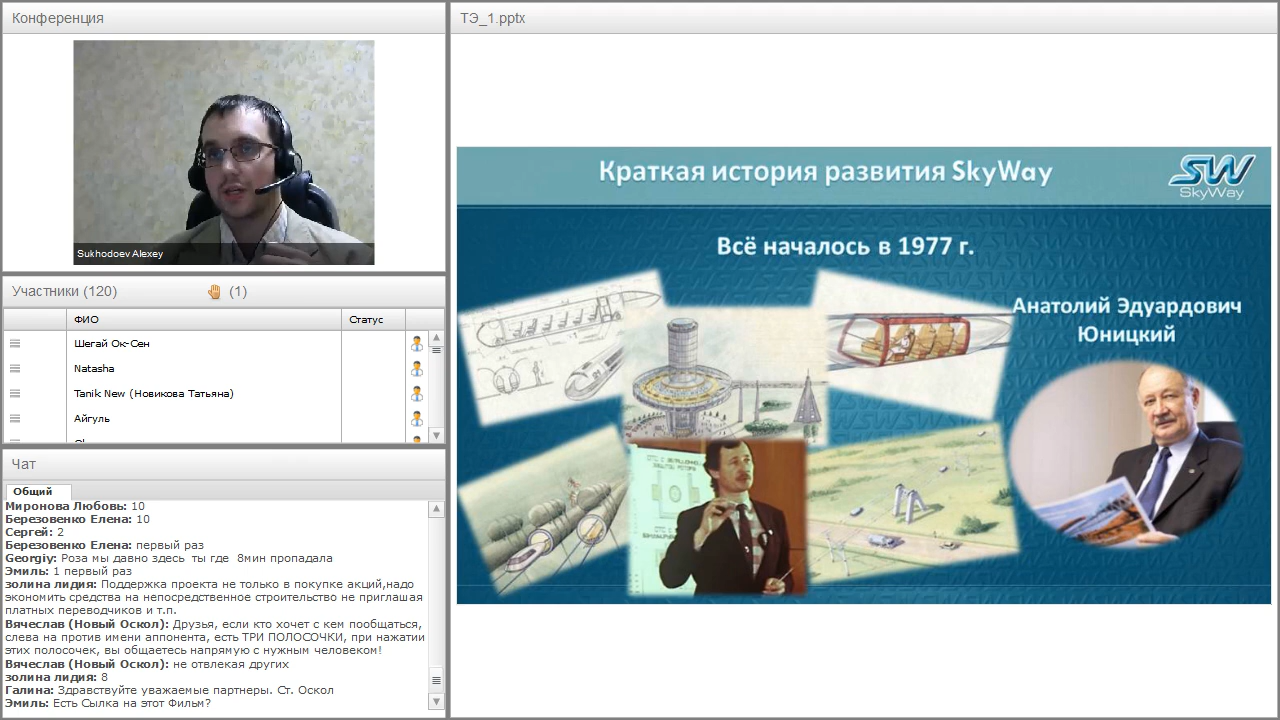 Конференция
Sukhodoev Alexey
Участники (120)
(1)
ФИО
Статус
Шегай Ок-Сен
Natasha
Tanik New (Новикова Татьяна)
Айгуль
Чат
Общий
Миронова Любовь: 10
Березовенко Елена: 10
Сергей: 2
Березовенко Елена: первый раз
Georgiy: Роза мы давно здесь ты где 8мин пропадала
Эмиль: 1 первый раз
золина лидия: Поддержка проекта не только в покупке акций,надо
экономить средства на непосредственное строительство не приглашая
платных переводчиков и т.п.
Вячеслав (Новый Оскол): Друзья, если кто хочет с кем пообщаться,
слева на против имени аппонента, есть ТРИ ПОЛОСОЧКИ, при нажатии
этих полосочек, вы общаетесь напрямую с нужным человеком!
Вячеслав (Новый Оскол): не отвлекая других
золина лидия: 8
Галина: Здравствуйте уважаемые партнеры. Ст. Оскол
Эмиль: Есть Сылка на этот Фильм?
ТЭ_1.pptx
Краткая история развития SkyWay
SW
SkyWay
Всё началось в 1977 г.
Анатолий Эдуардович
Юницкий